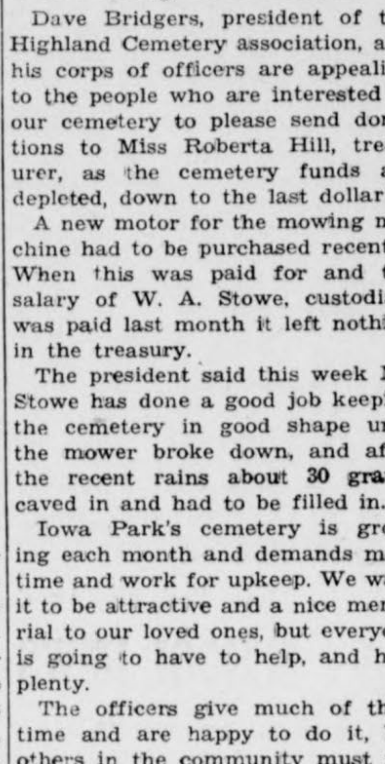 Dave Bridgers, president of t
Highland Cemetery association, a
his corps of officers are appeali
to the people who are interested
our cemetery to please send don
tions to Miss Roberta Hill, tre
urer, as the cemetery funds a
depleted, down to the last dollar
A new motor for the mowing m
chine had to be purchased recent
When this was paid for and t
salary of W. A. Stowe, custodi
was paid last month it left nothi
in the treasury.
The president said this week M
Stowe has done a good job keep
the cemetery in good shape un
the mower broke down, and af
the recent rains about 30 gra
caved in and had to be filled in.
Iowa Park's cemetery is gro
ing each month and demands m
time and work for upkeep. We wa
it to be attractive and a nice mem
rial to our loved ones, but everyo
is going to have to help, and h
plenty.
The officers give much of th
time and are happy to do it,
others in the community must